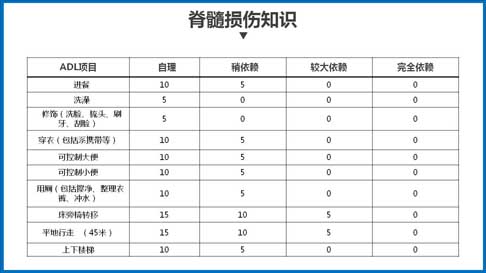 脊髓损伤知识
ADL项目 自理 稍依赖 较大依赖 完全依赖
进餐 10 5 0 0
洗澡 5 0 0 0
修饰（洗脸、梳头、刷
牙、刮脸） 5 0 0 0
穿衣（包括系携带等） 10 5 0 0
可控制大便 10 5 0 0
可控制小便 10 5 0 0
用厕（包括擦净、整理衣
裤、冲水） 10 5 0 0
床旁椅转移 15 10 5 0
平地行走 （45米） 15 10 5 0
上下楼梯 10 5 0 0